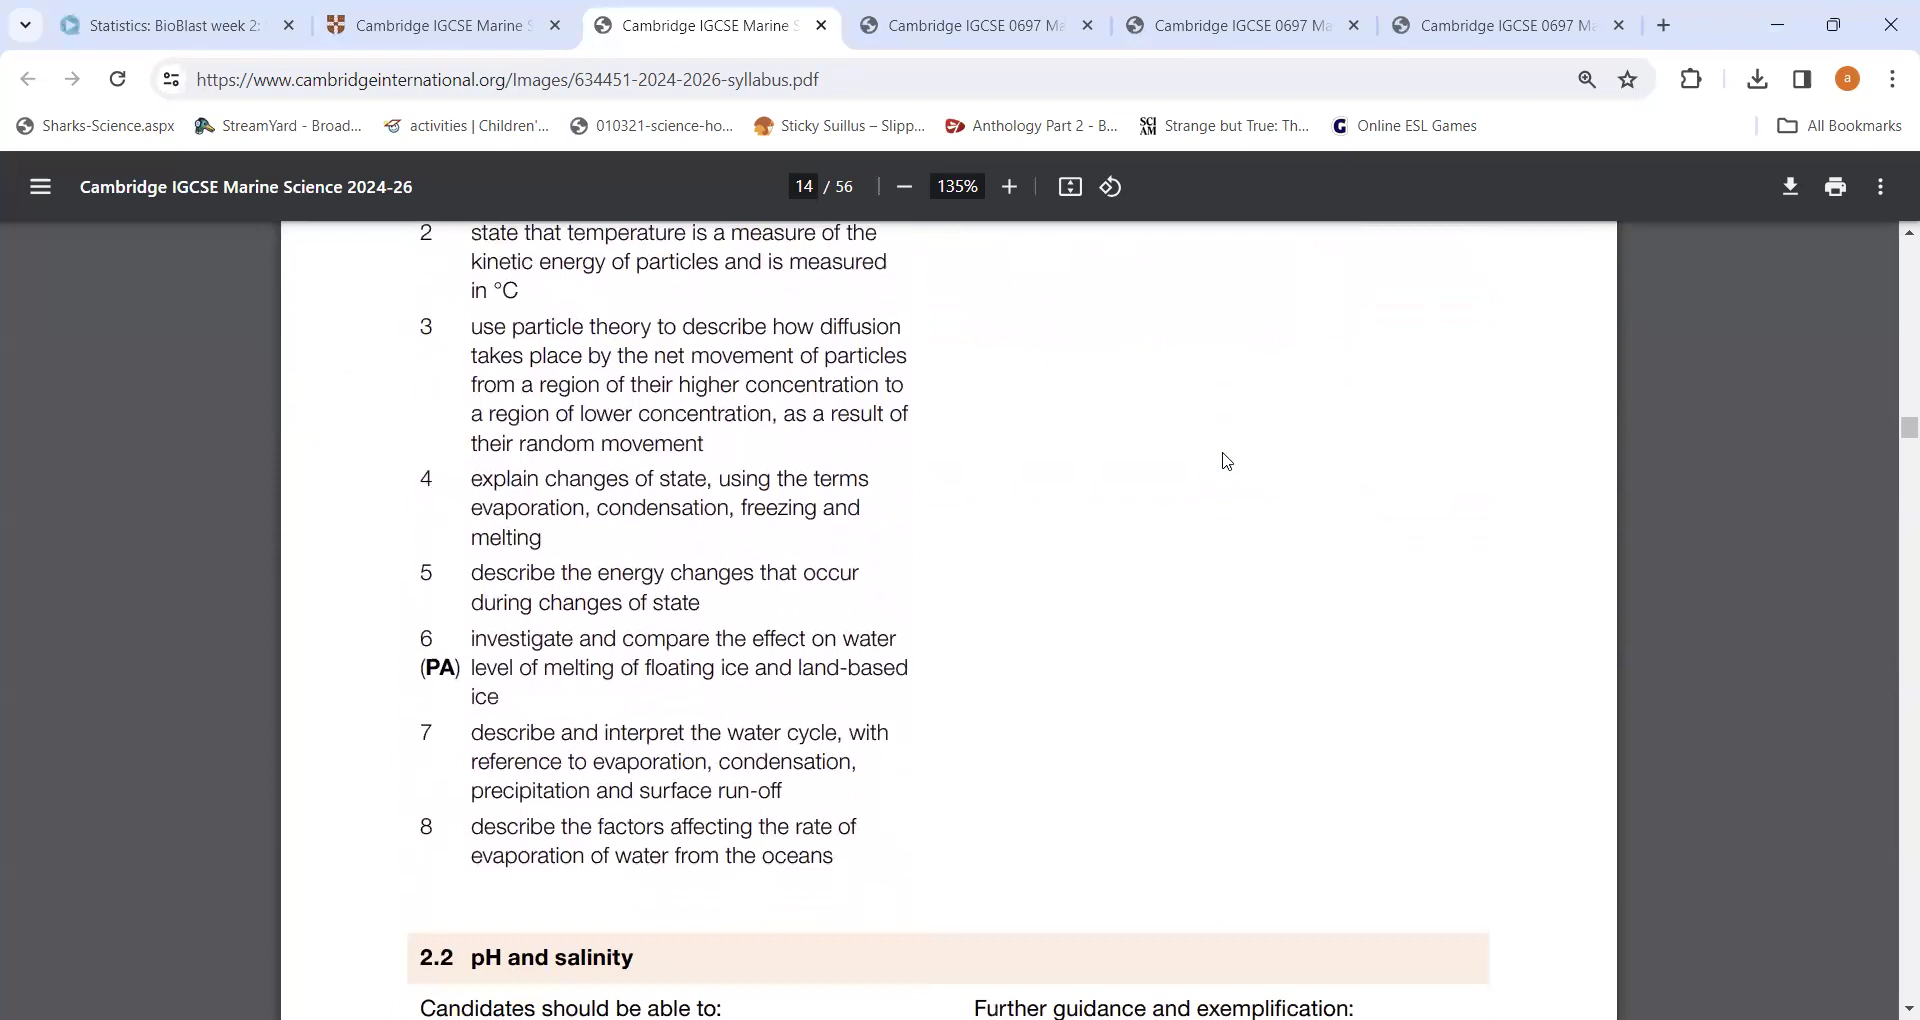 Statistics: BioBlast week 2:
Cambridge IGCSE Marine S
Cambridge IGCSE Marine S
Cambridge IGCSE 0697 Ma
Cambridge IGCSE 0697 Ma
Cambridge IGCSE 0697 Ma
https://www.cambridgeinternational.org/Images/634451-2024-2026-syllabus.pdf
a
Sharks-Science.aspx
StreamYard - Broad...
activities | Children'...
010321-science-ho...
Sticky Suillus – Slipp...
Anthology Part 2 - B...
SCI AM
Strange but True: Th...
G
Online ESL Games
All Bookmarks
Cambridge IGCSE Marine Science 2024-26
14 / 56
135%
2 state that temperature is a measure of the
kinetic energy of particles and is measured
in °C
3 use particle theory to describe how diffusion
takes place by the net movement of particles
from a region of their higher concentration to
a region of lower concentration, as a result of
their random movement
4 explain changes of state, using the terms
evaporation, condensation, freezing and
melting
5 describe the energy changes that occur
during changes of state
6 investigate and compare the effect on water
(PA) level of melting of floating ice and land-based
ice
7 describe and interpret the water cycle, with
reference to evaporation, condensation,
precipitation and surface run-off
8 describe the factors affecting the rate of
evaporation of water from the oceans
2.2 pH and salinity
Candidates should be able to:
Further guidance and exemplification: